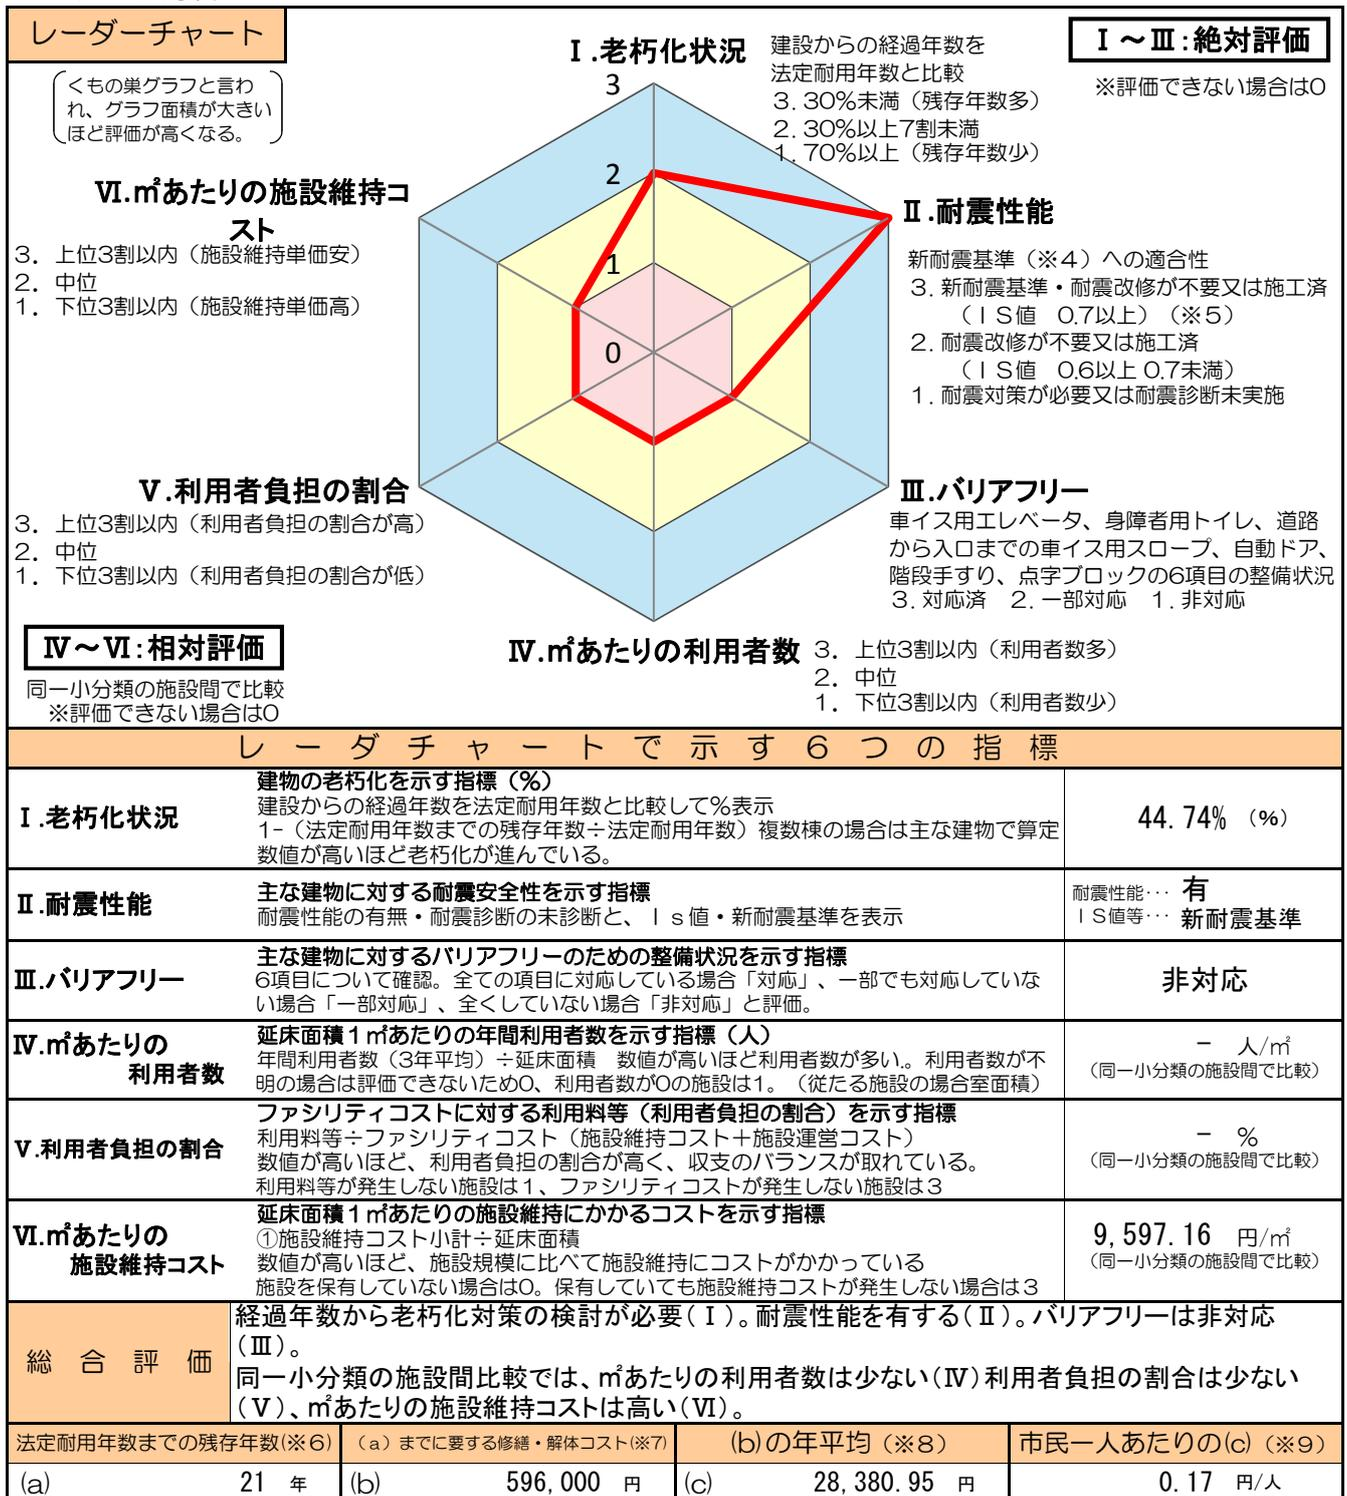 レーダーチャート
くもの巣グラフと言わ
れ、グラフ面積が大きい
ほど評価が高くなる。
Ⅰ.老朽化状況
建設からの経過年数を
法定耐用年数と比較
3. 30%未満（残存年数多）
2. 30%以上7割未満
1. 70%以上（残存年数少）
Ⅰ～Ⅲ:絶対評価
※評価できない場合は0
3
2
1
0
Ⅵ.㎡あたりの施設維持コ
スト
3. 上位3割以内（施設維持単価安）
2. 中位
1. 下位3割以内（施設維持単価高）
Ⅱ.耐震性能
新耐震基準（※4）への適合性
3. 新耐震基準・耐震改修が不要又は施工済
（ＩＳ値　0.7以上）（※5）
2. 耐震改修が不要又は施工済
（ＩＳ値　0.6以上 0.7未満）
1. 耐震対策が必要又は耐震診断未実施
Ⅴ.利用者負担の割合
3. 上位3割以内（利用者負担の割合が高）
2. 中位
1. 下位3割以内（利用者負担の割合が低）
Ⅲ.バリアフリー
車イス用エレベータ、身障者用トイレ、道路
から入口までの車イス用スロープ、自動ドア、
階段手すり、点字ブロックの6項目の整備状況
3. 対応済　2. 一部対応　1. 非対応
Ⅳ～Ⅵ:相対評価
同一小分類の施設間で比較
※評価できない場合は0
Ⅳ.㎡あたりの利用者数
3. 上位3割以内（利用者数多）
2. 中位
1. 下位3割以内（利用者数少）
レーダチャートで示す６つの指標
Ⅰ.老朽化状況
建物の老朽化を示す指標（%）
建設からの経過年数を法定耐用年数と比較して%表示
1-（法定耐用年数までの残存年数÷法定耐用年数）複数棟の場合は主な建物で算定
数値が高いほど老朽化が進んでいる。
44.74% （%）
Ⅱ.耐震性能
主な建物に対する耐震安全性を示す指標
耐震性能の有無・耐震診断の未診断と、Ｉｓ値・新耐震基準を表示
耐震性能･･･ 有
ＩＳ値等･･･ 新耐震基準
Ⅲ.バリアフリー
主な建物に対するバリアフリーのための整備状況を示す指標
6項目について確認。全ての項目に対応している場合「対応」、一部でも対応していな
い場合「一部対応」、全くしていない場合「非対応」と評価。
非対応
Ⅳ.㎡あたりの
利用者数
延床面積１㎡あたりの年間利用者数を示す指標（人）
年間利用者数（3年平均）÷延床面積　数値が高いほど利用者数が多い。利用者数が不
明の場合は評価できないため0、利用者数が0の施設は1。（従たる施設の場合室面積）
− 人/㎡
（同一小分類の施設間で比較）
Ⅴ.利用者負担の割合
ファシリティコストに対する利用料等（利用者負担の割合）を示す指標
利用料等÷ファシリティコスト（施設維持コスト＋施設運営コスト）
数値が高いほど、利用者負担の割合が高く、収支のバランスが取れている。
利用料等が発生しない施設は１、ファシリティコストが発生しない施設は３
− %
（同一小分類の施設間で比較）
Ⅵ.㎡あたりの
施設維持コスト
延床面積１㎡あたりの施設維持にかかるコストを示す指標
①施設維持コスト小計÷延床面積
数値が高いほど、施設規模に比べて施設維持にコストがかかっている
施設を保有していない場合は0。保有していても施設維持コストが発生しない場合は３
9,597.16 円/㎡
（同一小分類の施設間で比較）
総合評価
経過年数から老朽化対策の検討が必要(Ⅰ)。耐震性能を有する(Ⅱ)。バリアフリーは非対応
(Ⅲ)。
同一小分類の施設間比較では、㎡あたりの利用者数は少ない(Ⅳ)利用者負担の割合は少ない
(Ⅴ)、㎡あたりの施設維持コストは高い(Ⅵ)。
法定耐用年数までの残存年数(※6)
（a）までに要する修繕・解体コスト(※7)
(b)の年平均（※8）
市民一人あたりの(c)（※9）
(a) 21 年
(b) 596,000 円
(c) 28,380.95 円
0.17 円/人